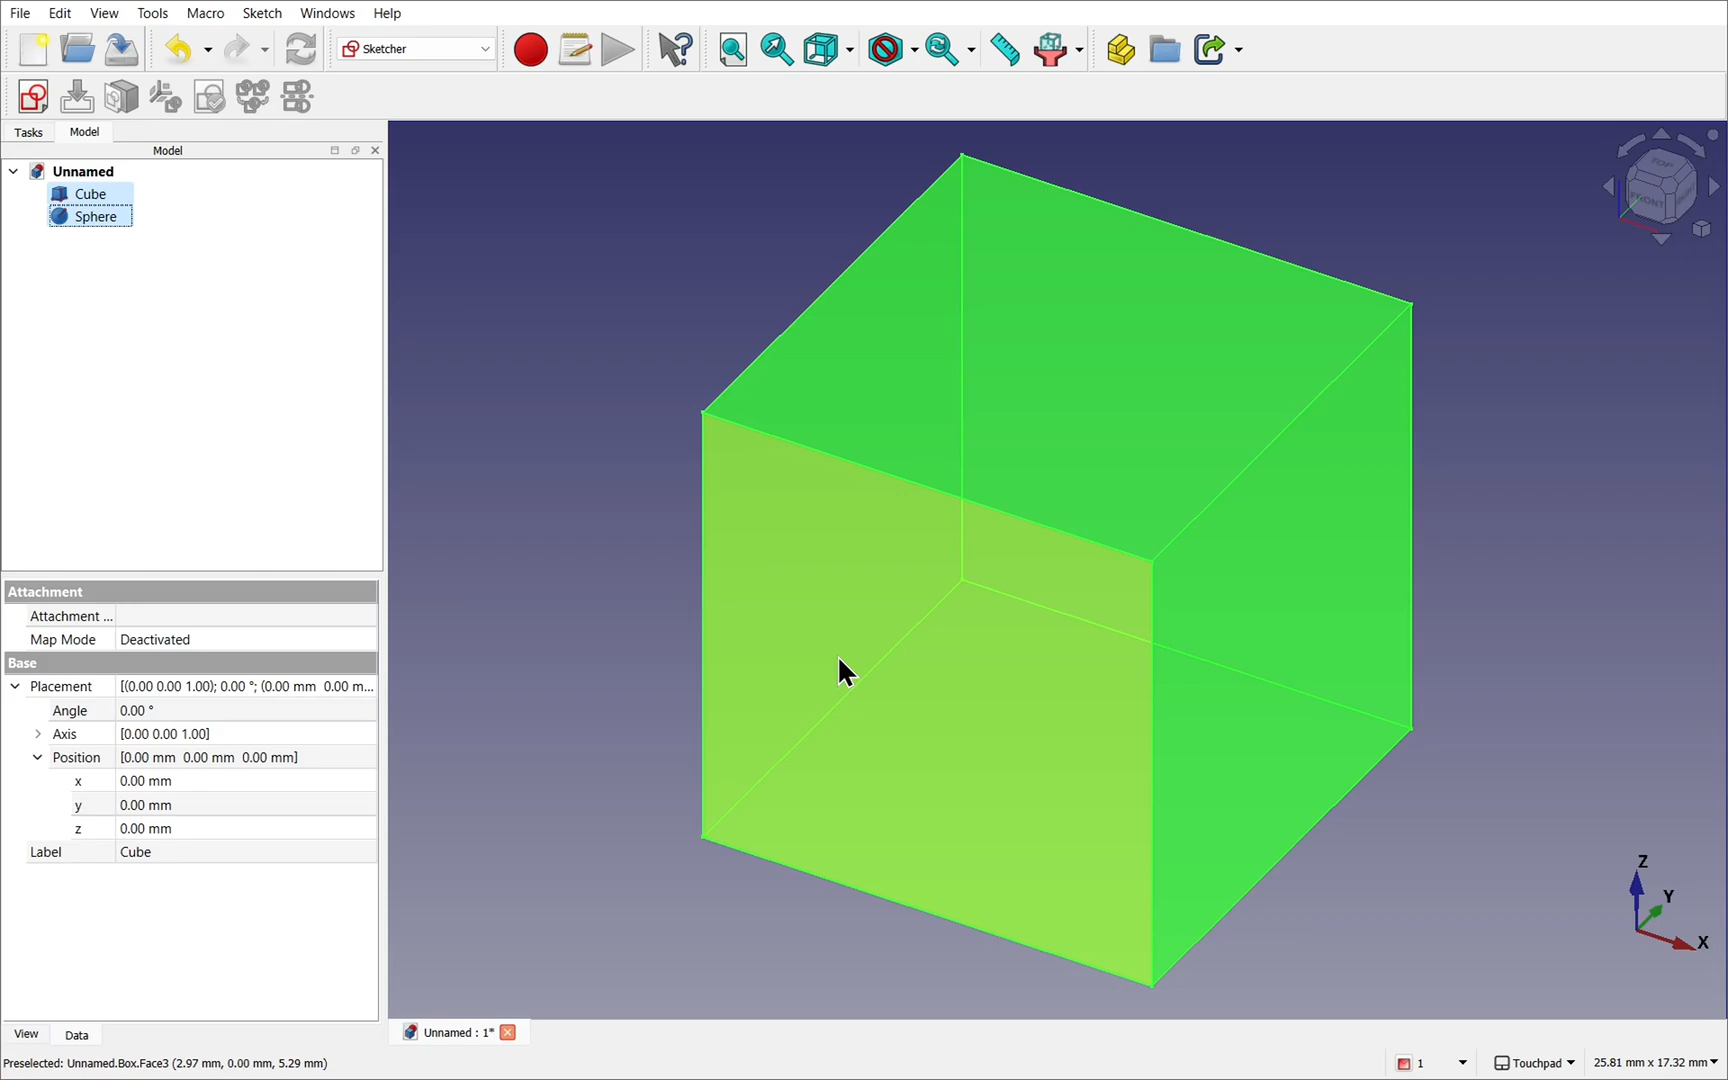 File Edit View Tools Macro Sketch Windows Help
Sketcher
Tasks Model
Model
Unnamed
Cube
Sphere
TOP
FRONT
Attachment
Attachment ...
Map Mode Deactivated
Base
Placement [(0.00 0.00 1.00); 0.00 °; (0.00 mm 0.00 m...
Angle 0.00 °
Axis [0.00 0.00 1.00]
Position [0.00 mm 0.00 mm 0.00 mm]
x 0.00 mm
y 0.00 mm
z 0.00 mm
Label Cube
Z
Y
X
View Data
Unnamed : 1*
Preselected: Unnamed.Box.Face3 (2.97 mm, 0.00 mm, 5.29 mm)
1 Touchpad 25.81 mm x 17.32 mm